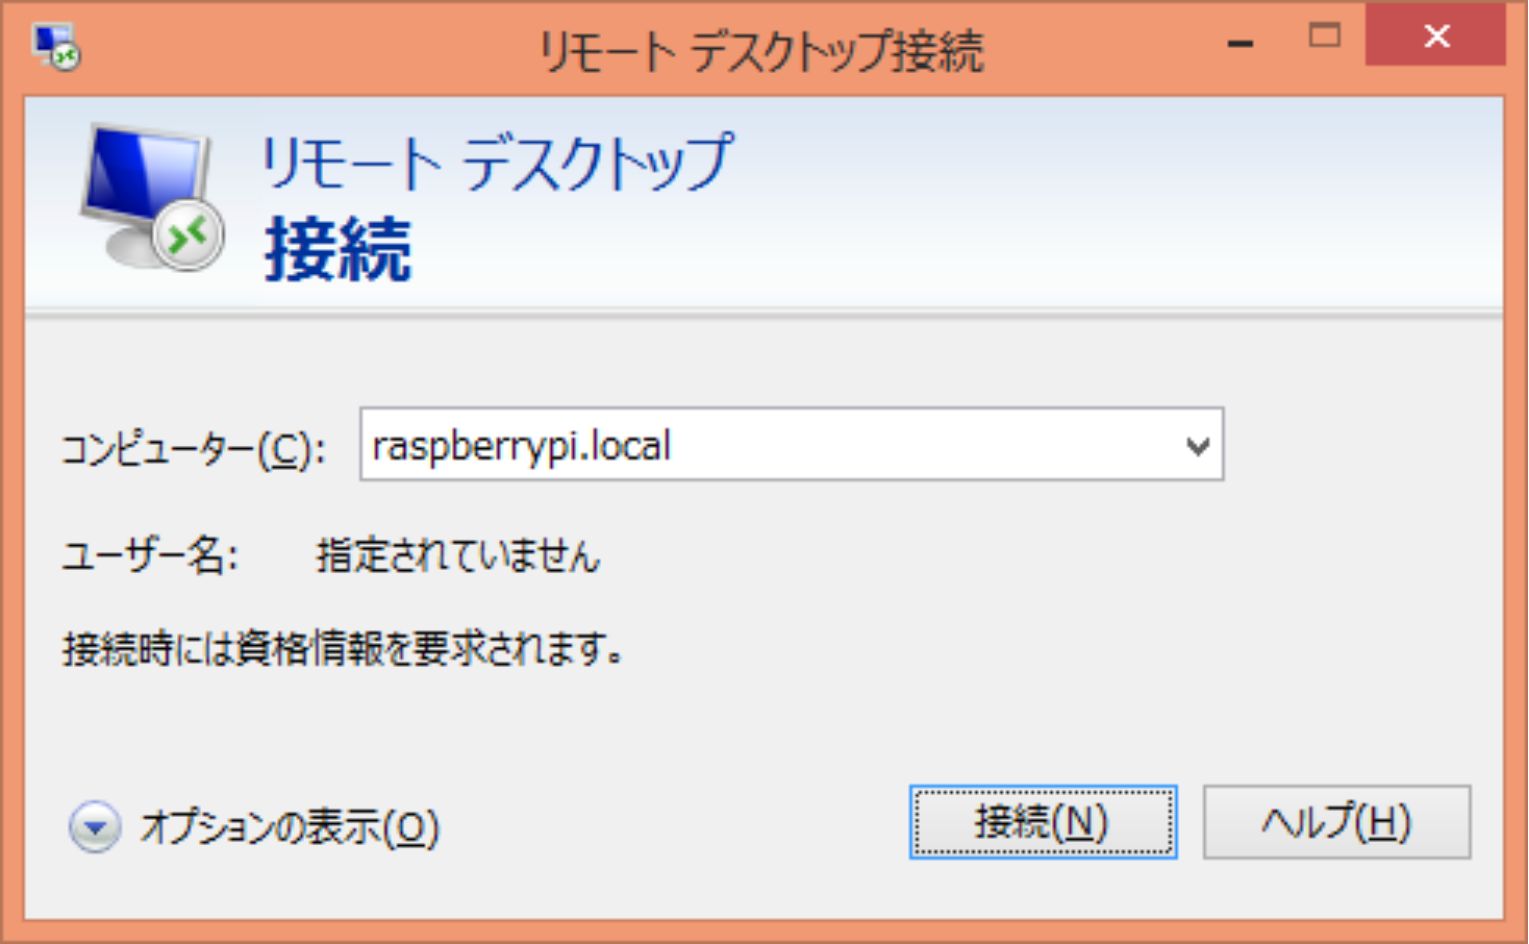 リモート デスクトップ接続
リモート デスクトップ
接続
コンピューター(C): raspberrypi.local
ユーザー名: 指定されていません
接続時には資格情報を要求されます。
オプションの表示(O) 接続(N) ヘルプ(H)